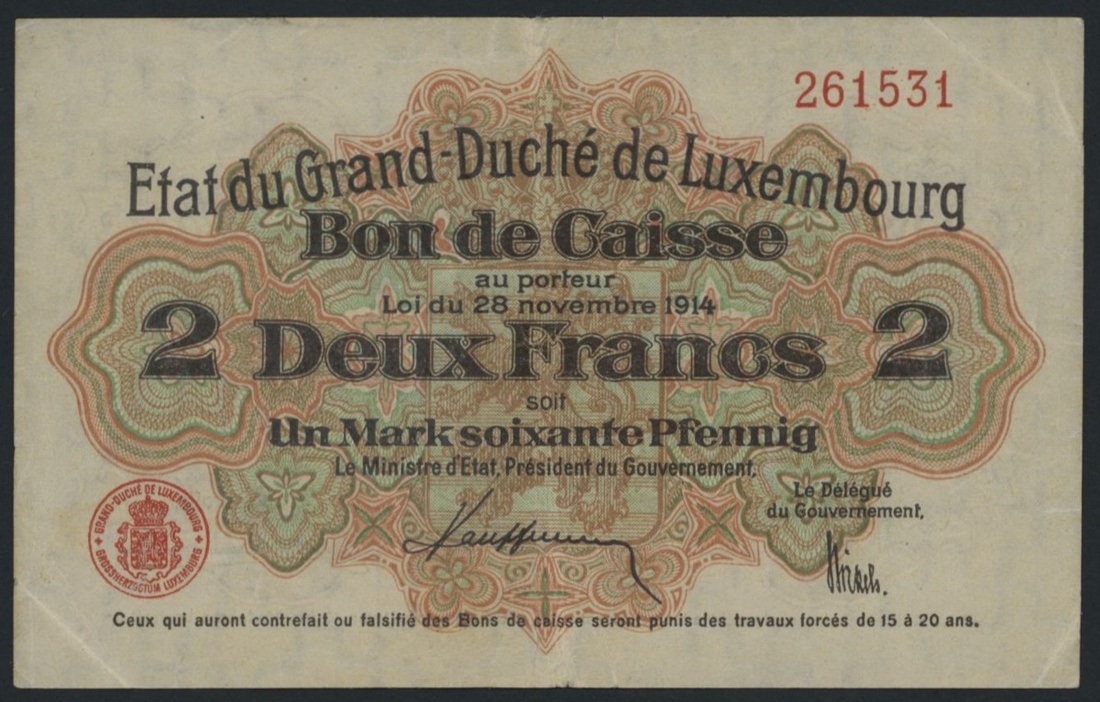 261531
Etat du Grand-Duché de Luxembourg
Bon de Caisse
au porteur
Loi du 28 novembre 1914
2 Deux Francs 2
soit
Un Mark soixante Pfennig
Le Ministre d'Etat, Président du Gouvernement,
Le Délégué
du Gouvernement,
GRAND-DUCHÉ DE LUXEMBOURG
GROSSHERZOGTUM LUXEMBURG
Ceux qui auront contrefait ou falsifié des Bons de caisse seront punis des travaux forcés de 15 à 20 ans.